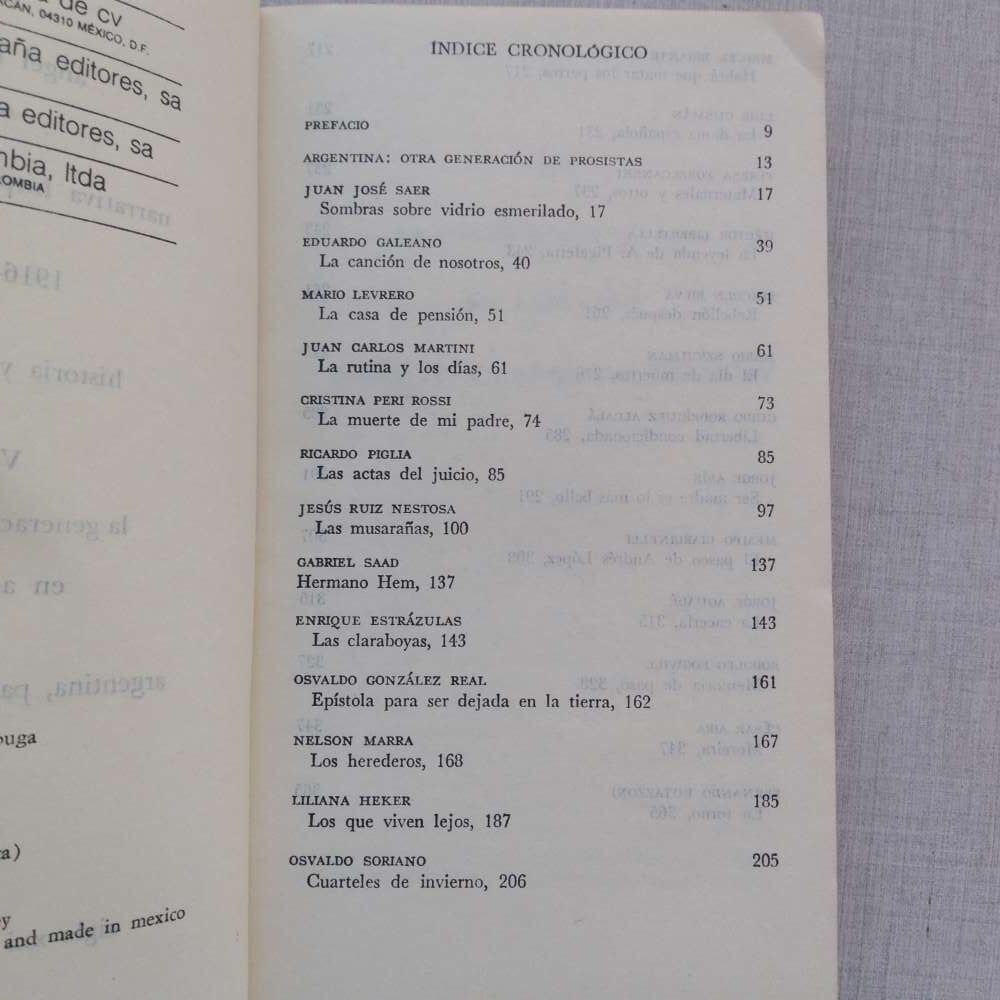 de cv
04310 MÉXICO, D.F.
editores, sa
editores, sa
ltda
y
and made in mexico
ÍNDICE CRONOLÓGICO
PREFACIO 9
ARGENTINA: OTRA GENERACIÓN DE PROSISTAS 13
JUAN JOSÉ SAER 17
Sombras sobre vidrio esmerilado, 17
EDUARDO GALEANO 39
La canción de nosotros, 40
MARIO LEVRERO 51
La casa de pensión, 51
JUAN CARLOS MARTINI 61
La rutina y los días, 61
CRISTINA PERI ROSSI 73
La muerte de mi padre, 74
RICARDO PIGLIA 85
Las actas del juicio, 85
JESÚS RUIZ NESTOSA 97
Las musarañas, 100
GABRIEL SAAD 137
Hermano Hem, 137
ENRIQUE ESTRÁZULAS 143
Las claraboyas, 143
OSVALDO GONZÁLEZ REAL 161
Epístola para ser dejada en la tierra, 162
NELSON MARRA 167
Los herederos, 168
LILIANA HEKER 185
Los que viven lejos, 187
OSVALDO SORIANO 205
Cuarteles de invierno, 206